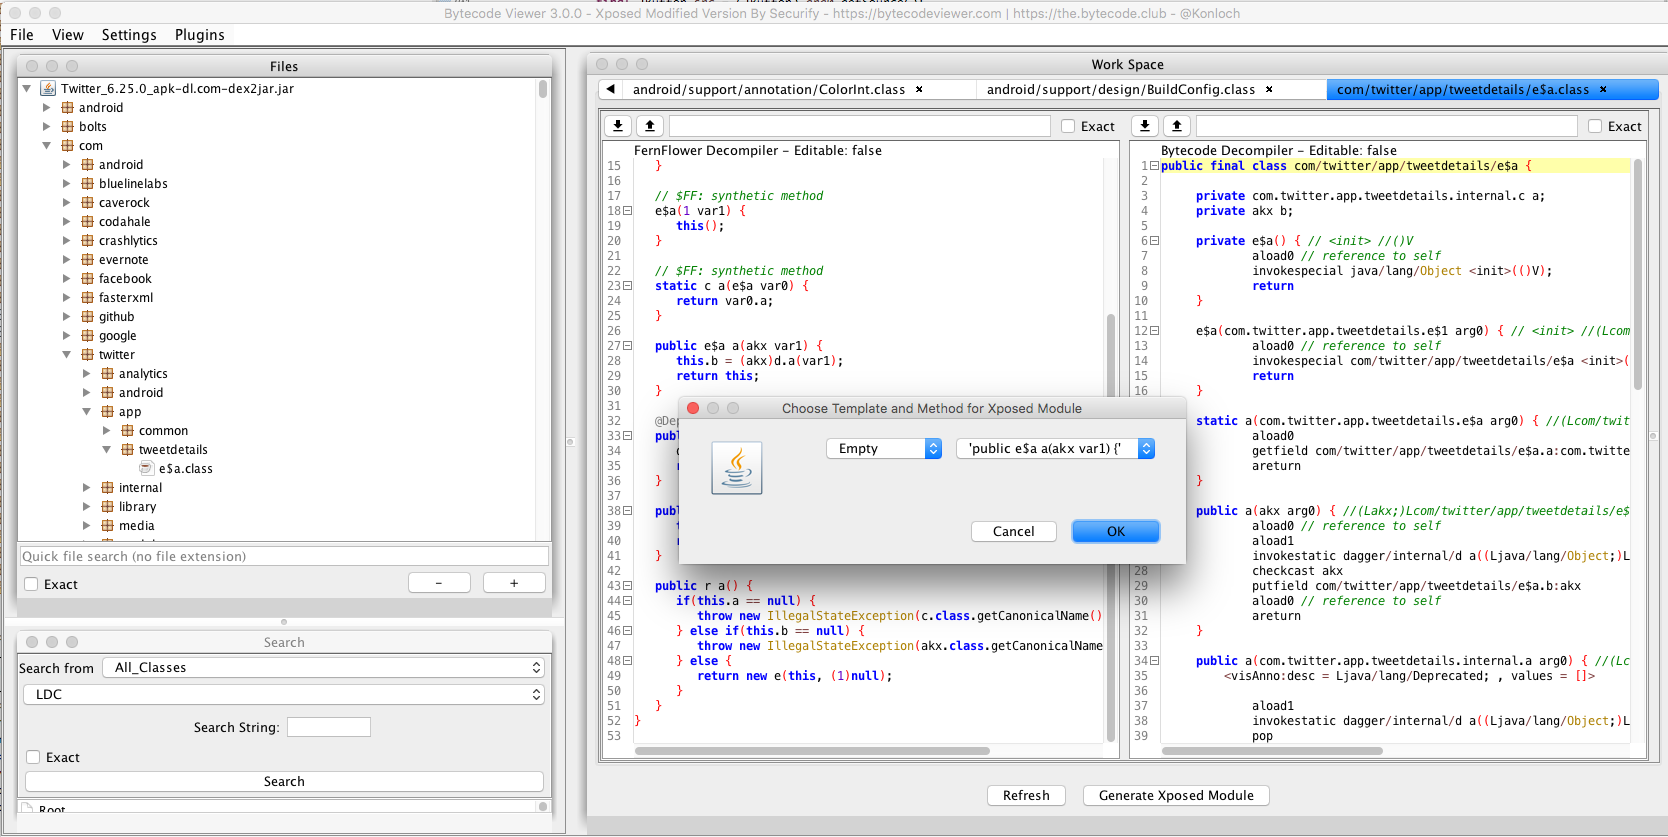 Bytecode Viewer 3.0.0 - Xposed Modified Version By Securify - https://bytecodeviewer.com | https://the.bytecode.club - @Konloch
File View Settings Plugins
Files
Twitter_6.25.0_apk-dl.com-dex2jar.jar
android
bolts
com
android
bluelinelabs
caverock
codahale
crashlytics
evernote
facebook
fasterxml
github
google
twitter
analytics
android
app
common
tweetdetails
e$a.class
internal
library
media
Quick file search (no file extension)
Exact
- +
Search
Search from All_Classes
LDC
Search String:
Exact
Search
Root
Work Space
android/support/annotation/ColorInt.class × android/support/design/BuildConfig.class × com/twitter/app/tweetdetails/e$a.class ×
Exact
FernFlower Decompiler - Editable: false
15 }
16
17 // $FF: synthetic method
18 e$a(1 var1) {
19 this();
20 }
21
22 // $FF: synthetic method
23 static c a(e$a var0) {
24 return var0.a;
25 }
26
27 public e$a a(akx var1) {
28 this.b = (akx)d.a(var1);
29 return this;
30 }
31
32 @Dep
33 publ
34
35
36 }
37
38 publ
39
40
41 }
42
43 public r a() {
44 if(this.a == null) {
45 throw new IllegalStateException(c.class.getCanonicalName()
46 } else if(this.b == null) {
47 throw new IllegalStateException(akx.class.getCanonicalName
48 } else {
49 return new e(this, (1)null);
50 }
51 }
52 }
53
Exact
Bytecode Decompiler - Editable: false
1 public final class com/twitter/app/tweetdetails/e$a {
2
3 private com.twitter.app.tweetdetails.internal.c a;
4 private akx b;
5
6 private e$a() { // <init> //()V
7 aload0 // reference to self
8 invokespecial java/lang/Object <init>(()V);
9 return
10 }
11
12 e$a(com.twitter.app.tweetdetails.e$1 arg0) { // <init> //(Lcom
13 aload0 // reference to self
14 invokespecial com/twitter/app/tweetdetails/e$a <init>(
15 return
16 }
static a(com.twitter.app.tweetdetails.e$a arg0) { //(Lcom/twit
aload0
getfield com/twitter/app/tweetdetails/e$a.a:com.twitte
areturn
}
public a(akx arg0) { //(Lakx;)Lcom/twitter/app/tweetdetails/e$
aload0 // reference to self
aload1
invokestatic dagger/internal/d a((Ljava/lang/Object;)L
28 checkcast akx
29 putfield com/twitter/app/tweetdetails/e$a.b:akx
30 aload0 // reference to self
31 areturn
32 }
33
34 public a(com.twitter.app.tweetdetails.internal.a arg0) { //(Lc
35 <visAnno:desc = Ljava/lang/Deprecated; , values = []>
36
37 aload1
38 invokestatic dagger/internal/d a((Ljava/lang/Object;)L
39 pop
Choose Template and Method for Xposed Module
Empty 'public e$a a(akx var1) {'
Cancel OK
Refresh Generate Xposed Module